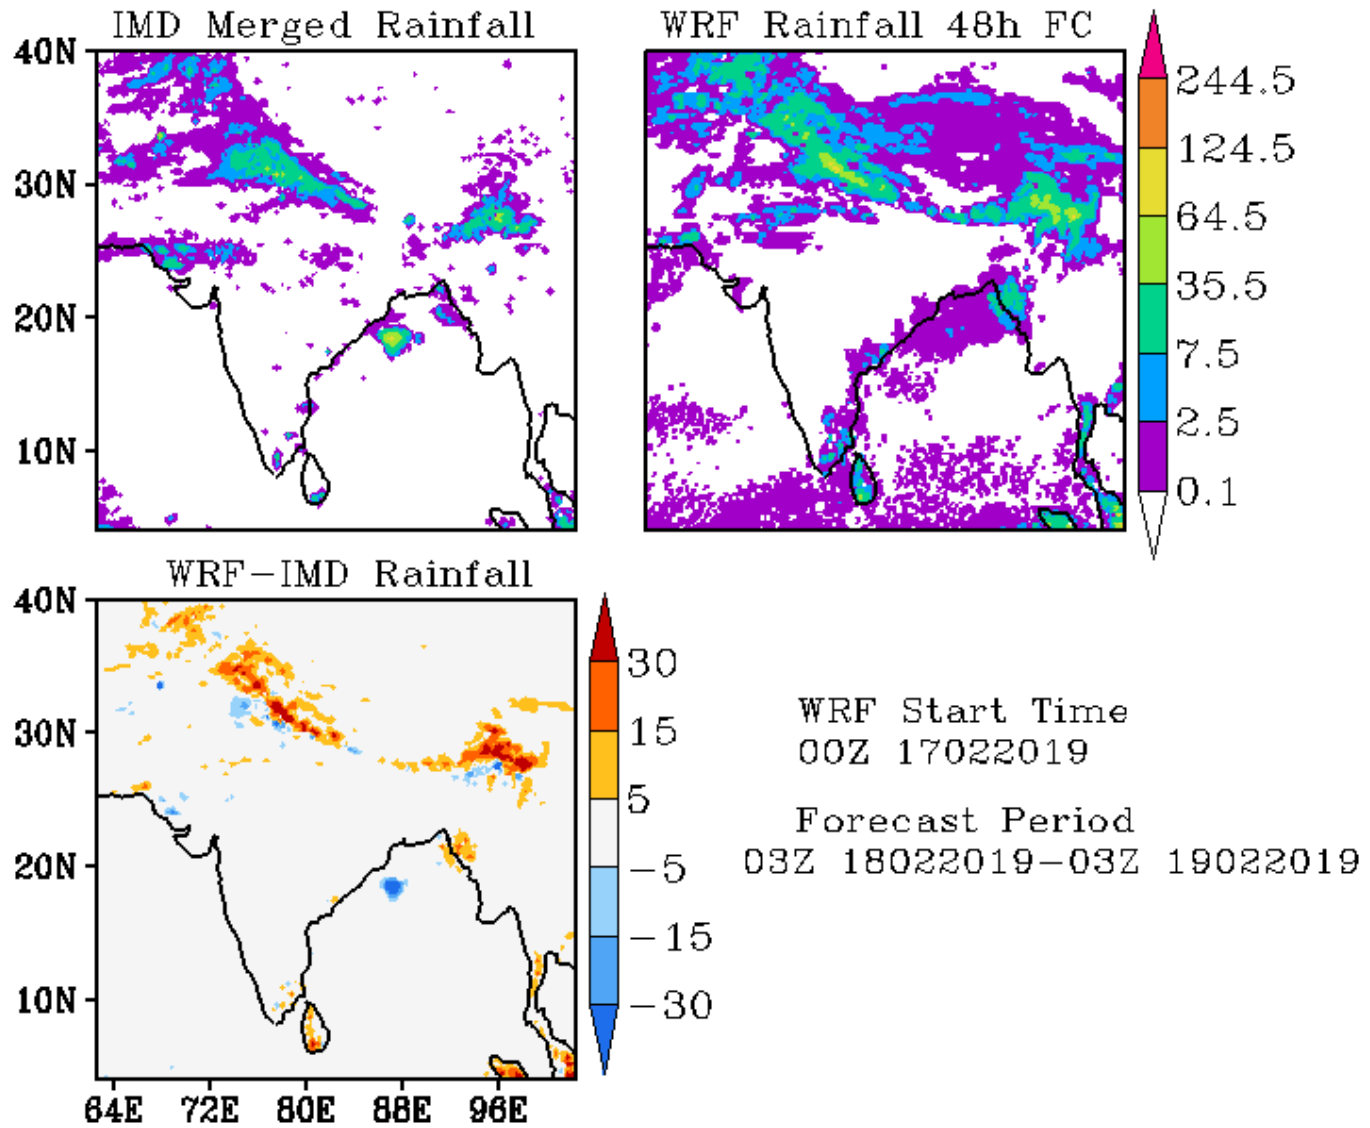 IMD Merged Rainfall
WRF Rainfall 48h FC
40N
30N
20N
10N
244.5
124.5
64.5
35.5
7.5
2.5
0.1
WRF-IMD Rainfall
40N
30N
20N
10N
64E 72E 80E 88E 96E
30
15
5
-5
-15
-30
WRF Start Time
00Z 17022019
Forecast Period
03Z 18022019-03Z 19022019